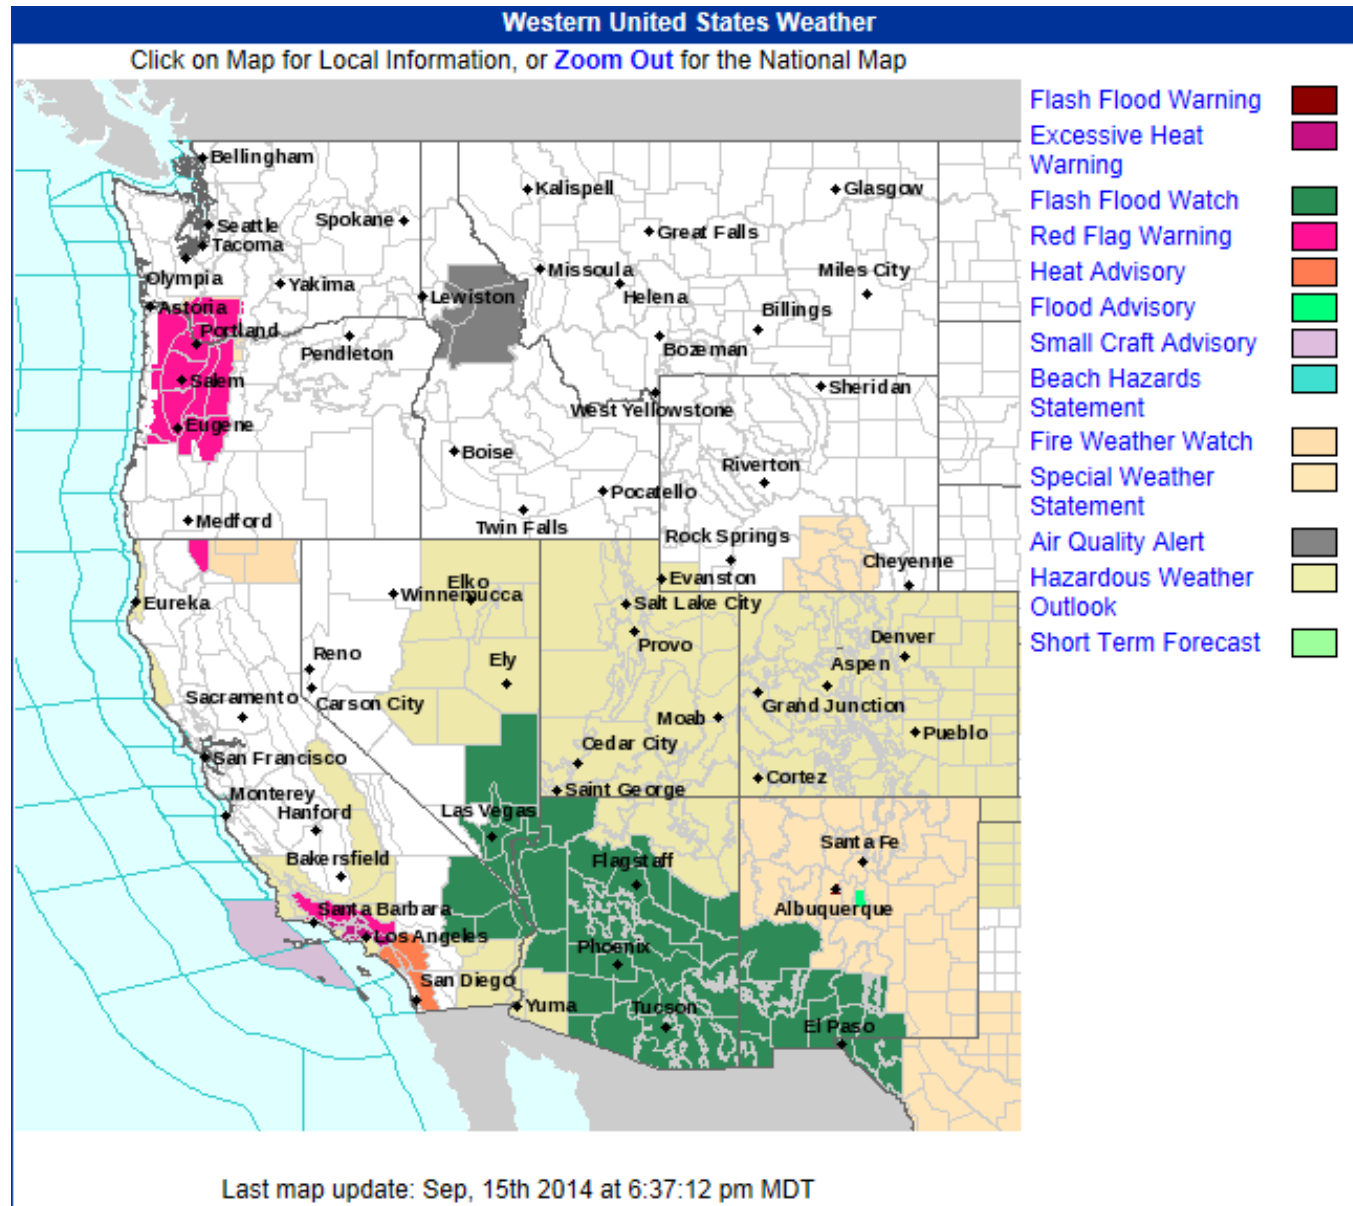 Western United States Weather
Click on Map for Local Information, or Zoom Out for the National Map
Flash Flood Warning
Excessive Heat
Warning
Flash Flood Watch
Red Flag Warning
Heat Advisory
Flood Advisory
Small Craft Advisory
Beach Hazards
Statement
Fire Weather Watch
Special Weather
Statement
Air Quality Alert
Hazardous Weather
Outlook
Short Term Forecast
Bellingham
Kalispell
Glasgow
Seattle
Spokane
Tacoma
Great Falls
Olympia
Yakima
Missoula
Miles City
Lewiston
Helena
Astoria
Billings
Portland
Pendleton
Bozeman
Salem
Sheridan
West Yellowstone
Eugene
Boise
Riverton
Pocatello
Medford
Twin Falls
Rock Springs
Cheyenne
Elko
Evanston
Winnemucca
Eureka
Salt Lake City
Provo
Denver
Reno
Ely
Aspen
Sacramento
Carson City
Grand Junction
Moab
Pueblo
San Francisco
Cedar City
Cortez
Monterey
Saint George
Hanford
Las Vegas
Santa Fe
Bakersfield
Flagstaff
Santa Barbara
Albuquerque
Los Angeles
Phoenix
San Diego
Yuma
Tucson
El Paso
Last map update: Sep, 15th 2014 at 6:37:12 pm MDT